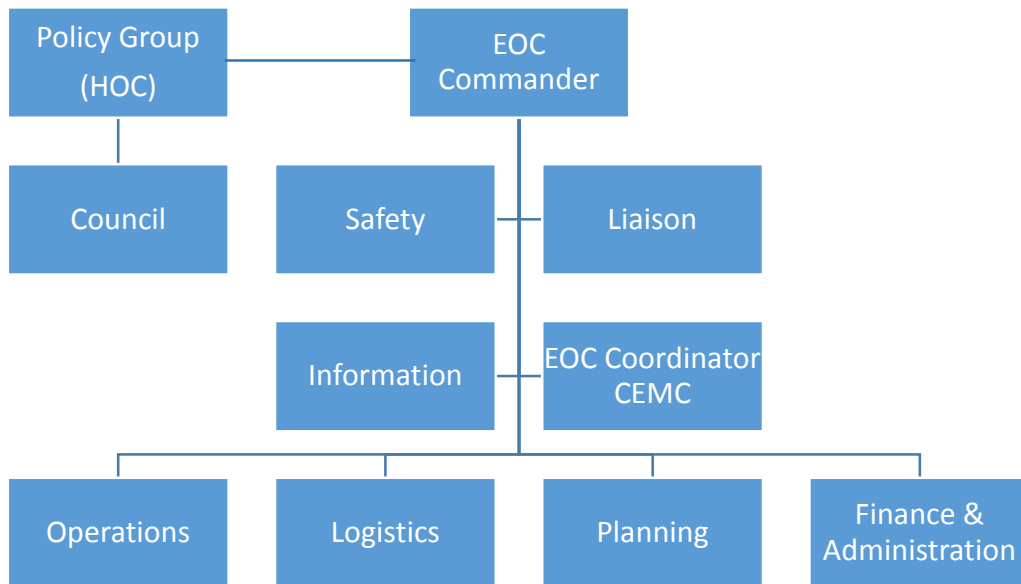 Policy Group
(HOC)
EOC
Commander
Council
Safety
Liaison
Information
EOC Coordinator
CEMC
Operations
Logistics
Planning
Finance &
Administration